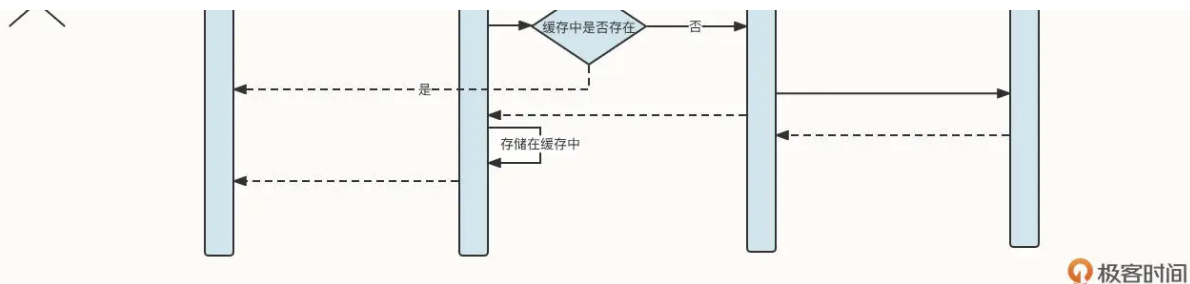 缓存中是否存在
否
是
存储在缓存中
极客时间